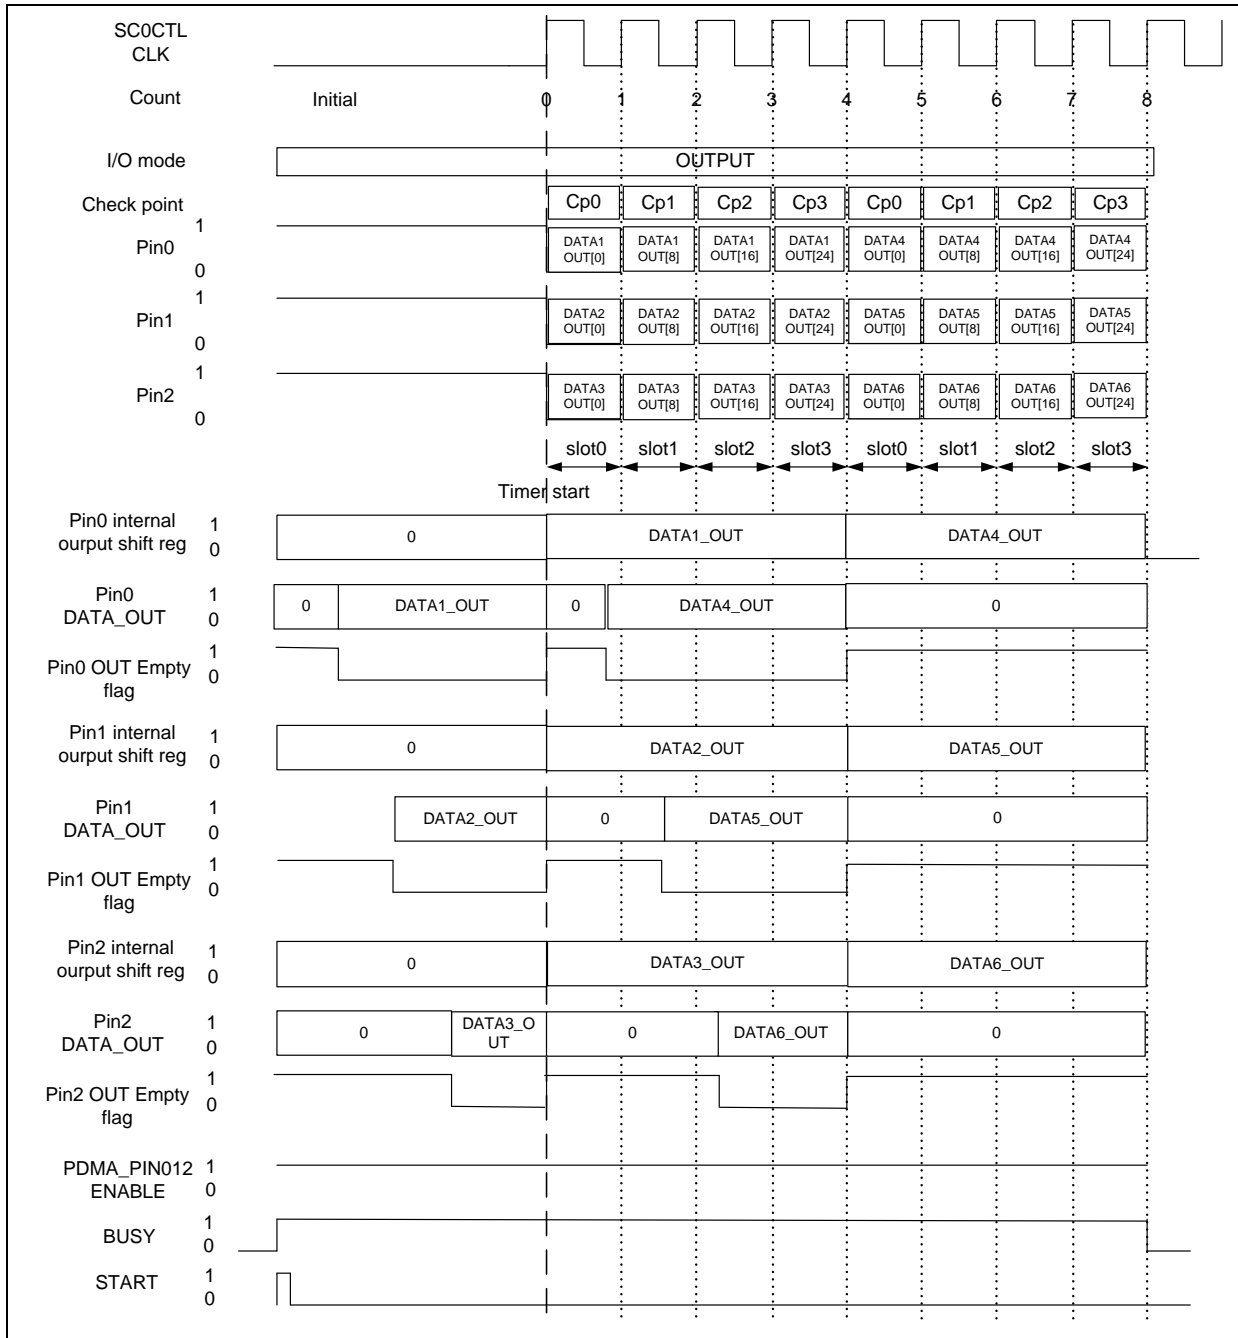 SC0CTL
CLK
Count Initial 0 1 2 3 4 5 6 7 8
I/O mode OUTPUT
Check point Cp0 Cp1 Cp2 Cp3 Cp0 Cp1 Cp2 Cp3
1
Pin0
0
DATA1 DATA1 DATA1 DATA1 DATA4 DATA4 DATA4 DATA4
OUT[0] OUT[8] OUT[16] OUT[24] OUT[0] OUT[8] OUT[16] OUT[24]
1
Pin1
0
DATA2 DATA2 DATA2 DATA2 DATA5 DATA5 DATA5 DATA5
OUT[0] OUT[8] OUT[16] OUT[24] OUT[0] OUT[8] OUT[16] OUT[24]
1
Pin2
0
DATA3 DATA3 DATA3 DATA3 DATA6 DATA6 DATA6 DATA6
OUT[0] OUT[8] OUT[16] OUT[24] OUT[0] OUT[8] OUT[16] OUT[24]
slot0 slot1 slot2 slot3 slot0 slot1 slot2 slot3
Timer start
Pin0 internal 1
ourput shift reg 0
0 DATA1_OUT DATA4_OUT
Pin0 1
DATA_OUT 0
0 DATA1_OUT 0 DATA4_OUT 0
1
Pin0 OUT Empty 0
flag
Pin1 internal 1
ourput shift reg 0
0 DATA2_OUT DATA5_OUT
Pin1 1
DATA_OUT 0
DATA2_OUT 0 DATA5_OUT 0
1
Pin1 OUT Empty 0
flag
Pin2 internal 1
ourput shift reg 0
0 DATA3_OUT DATA6_OUT
Pin2 1
DATA_OUT 0
0 DATA3_O
UT
0 DATA6_OUT 0
1
Pin2 OUT Empty 0
flag
PDMA_PIN012 1
ENABLE 0
1
BUSY
0
1
START
0